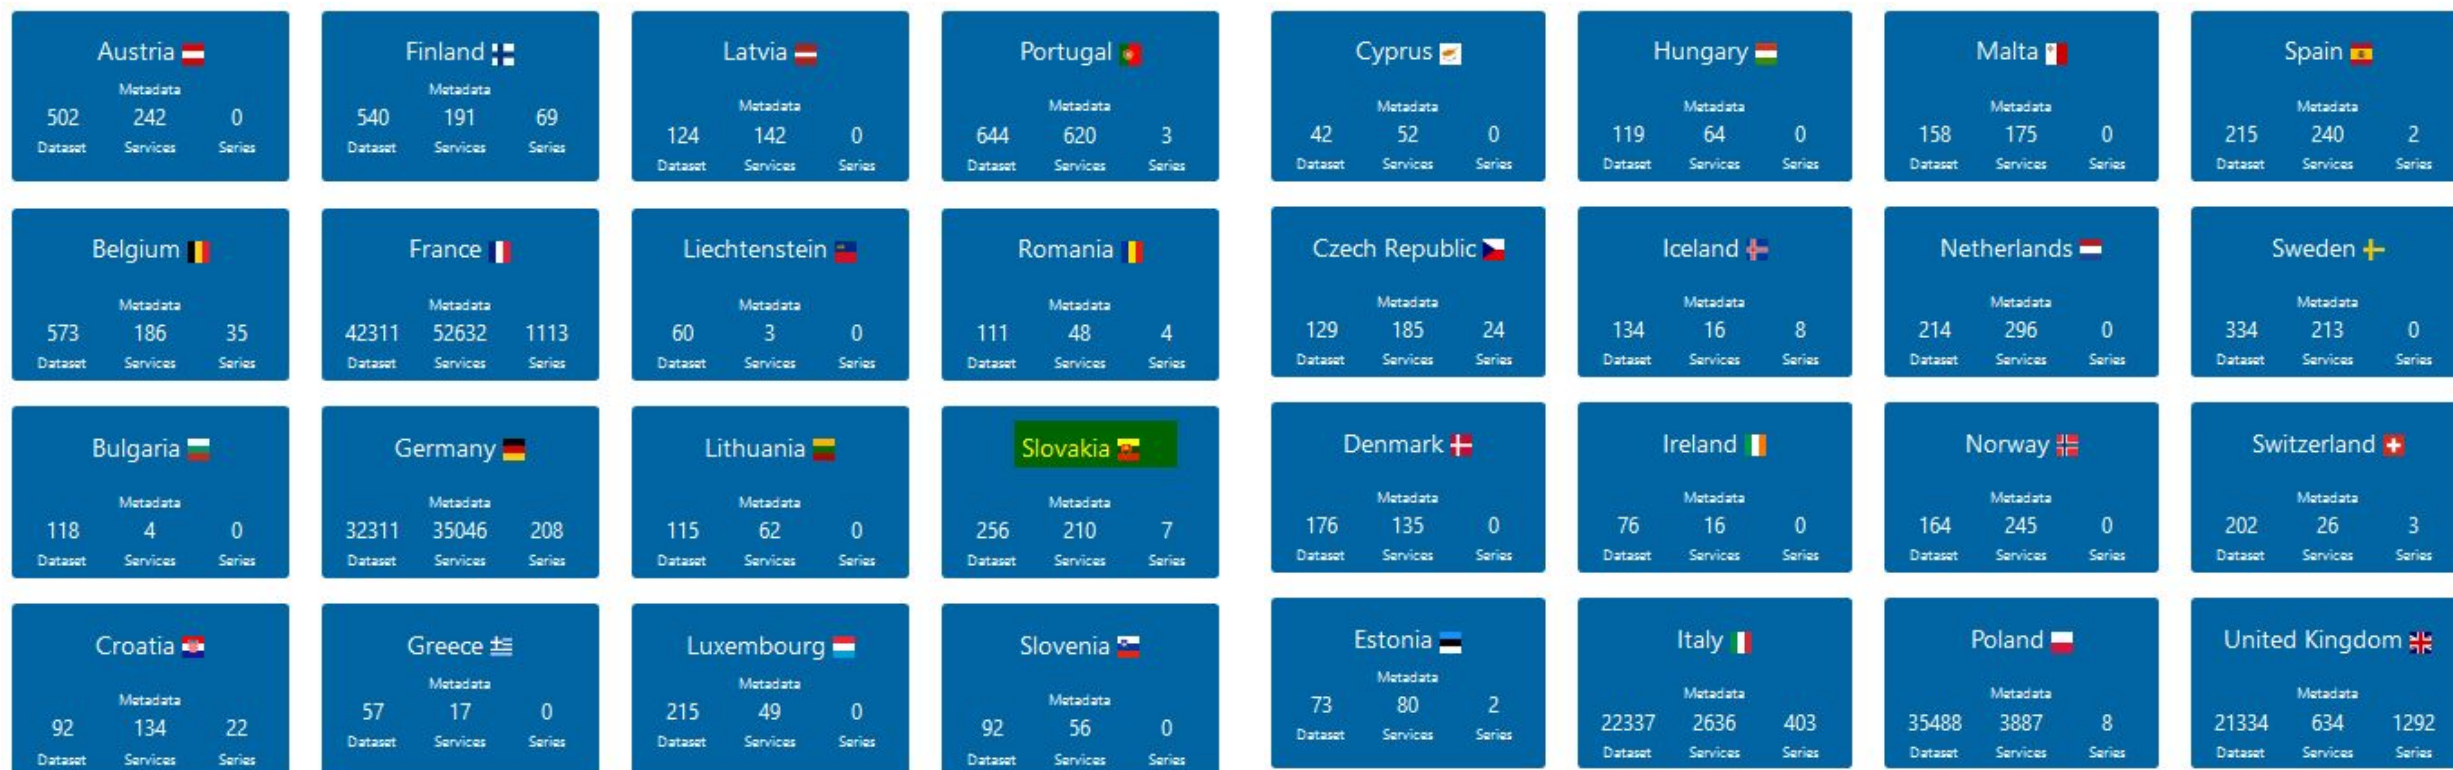 Austria
Metadata
502 242 0
Dataset Services Series
Finland
Metadata
540 191 69
Dataset Services Series
Latvia
Metadata
124 142 0
Dataset Services Series
Portugal
Metadata
644 620 3
Dataset Services Series
Cyprus
Metadata
42 52 0
Dataset Services Series
Hungary
Metadata
119 64 0
Dataset Services Series
Malta
Metadata
158 175 0
Dataset Services Series
Spain
Metadata
215 240 2
Dataset Services Series
Belgium
Metadata
573 186 35
Dataset Services Series
France
Metadata
42311 52632 1113
Dataset Services Series
Liechtenstein
Metadata
60 3 0
Dataset Services Series
Romania
Metadata
111 48 4
Dataset Services Series
Czech Republic
Metadata
129 185 24
Dataset Services Series
Iceland
Metadata
134 16 8
Dataset Services Series
Netherlands
Metadata
214 296 0
Dataset Services Series
Sweden
Metadata
334 213 0
Dataset Services Series
Bulgaria
Metadata
118 4 0
Dataset Services Series
Germany
Metadata
32311 35046 208
Dataset Services Series
Lithuania
Metadata
115 62 0
Dataset Services Series
Slovakia
Metadata
256 210 7
Dataset Services Series
Denmark
Metadata
176 135 0
Dataset Services Series
Ireland
Metadata
76 16 0
Dataset Services Series
Norway
Metadata
164 245 0
Dataset Services Series
Switzerland
Metadata
202 26 3
Dataset Services Series
Croatia
Metadata
92 134 22
Dataset Services Series
Greece
Metadata
57 17 0
Dataset Services Series
Luxembourg
Metadata
215 49 0
Dataset Services Series
Slovenia
Metadata
92 56 0
Dataset Services Series
Estonia
Metadata
73 80 2
Dataset Services Series
Italy
Metadata
22337 2636 403
Dataset Services Series
Poland
Metadata
35488 3887 8
Dataset Services Series
United Kingdom
Metadata
21334 634 1292
Dataset Services Series